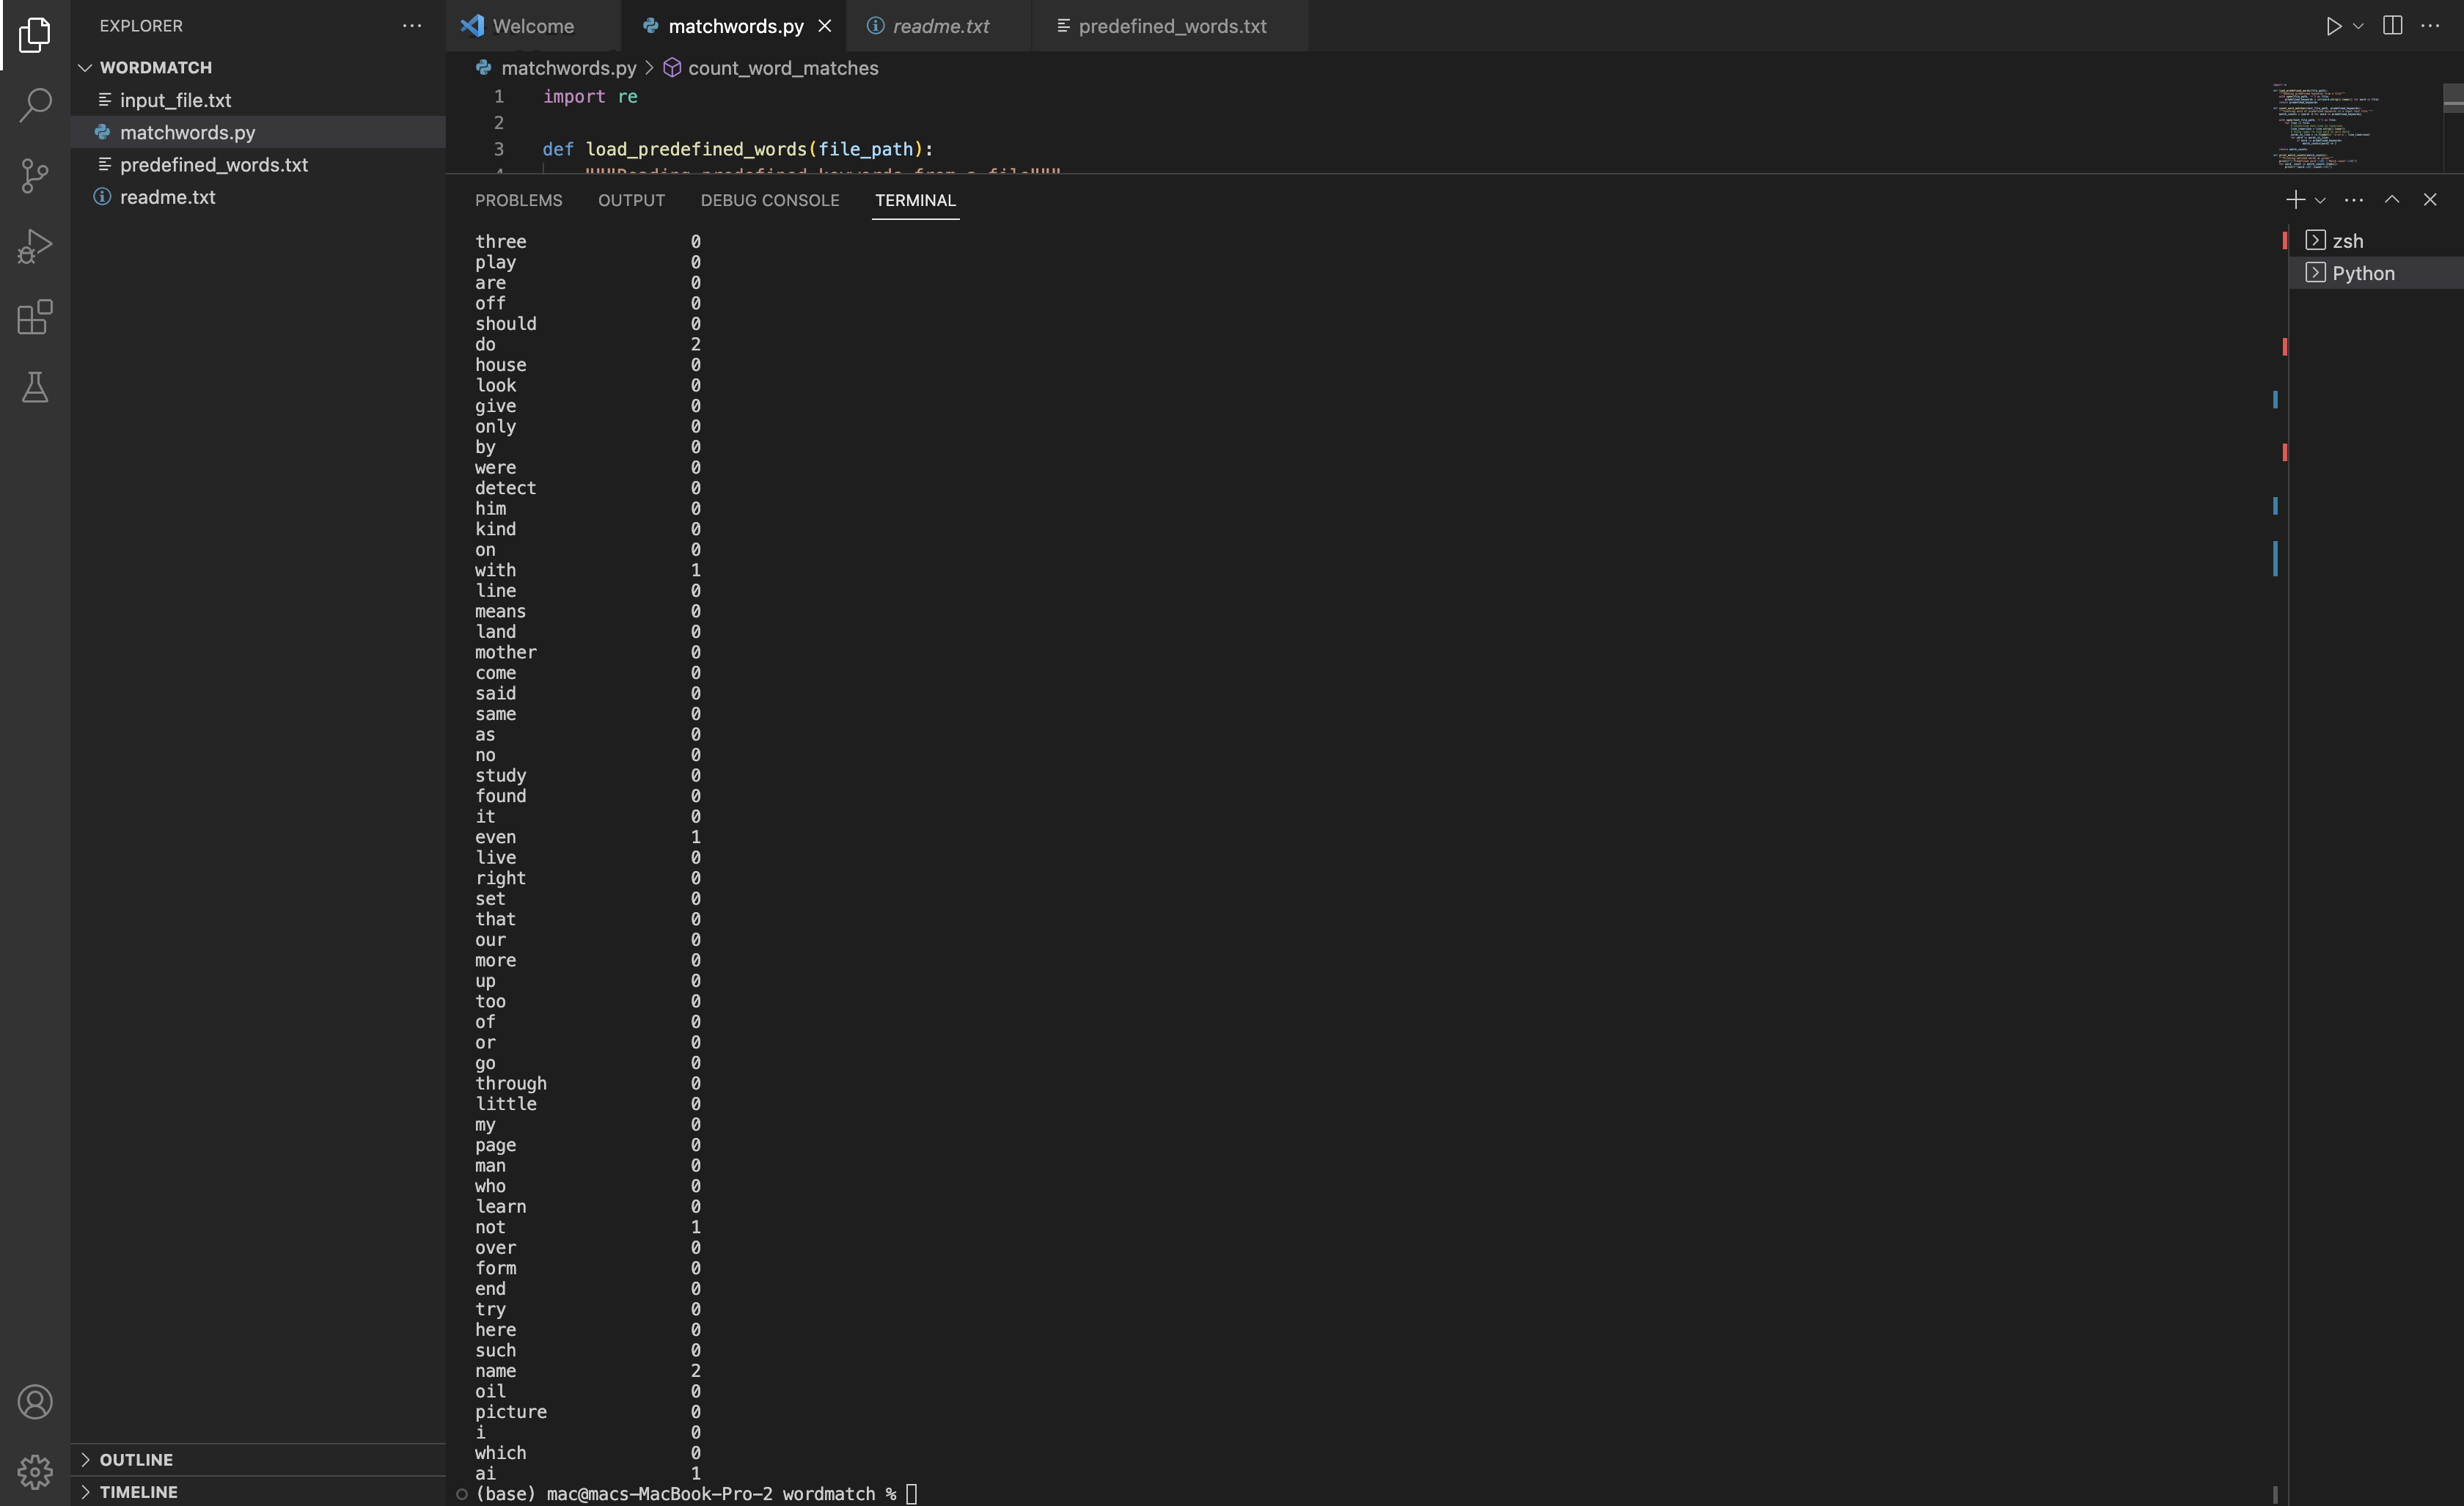 EXPLORER
WORDMATCH
input_file.txt
matchwords.py
predefined_words.txt
readme.txt
OUTLINE
TIMELINE
Welcome matchwords.py readme.txt predefined_words.txt
matchwords.py > count_word_matches
1 import re
2
3 def load_predefined_words(file_path):
PROBLEMS OUTPUT DEBUG CONSOLE TERMINAL
three 0
play 0
are 0
off 0
should 0
do 2
house 0
look 0
give 0
only 0
by 0
were 0
detect 0
him 0
kind 0
on 0
with 1
line 0
means 0
land 0
mother 0
come 0
said 0
same 0
as 0
no 0
study 0
found 0
it 0
even 1
live 0
right 0
set 0
that 0
our 0
more 0
up 0
too 0
of 0
or 0
go 0
through 0
little 0
my 0
page 0
man 0
who 0
learn 0
not 1
over 0
form 0
end 0
try 0
here 0
such 0
name 2
oil 0
picture 0
i 0
which 0
ai 1
(base) mac@macs-MacBook-Pro-2 wordmatch %
zsh
Python